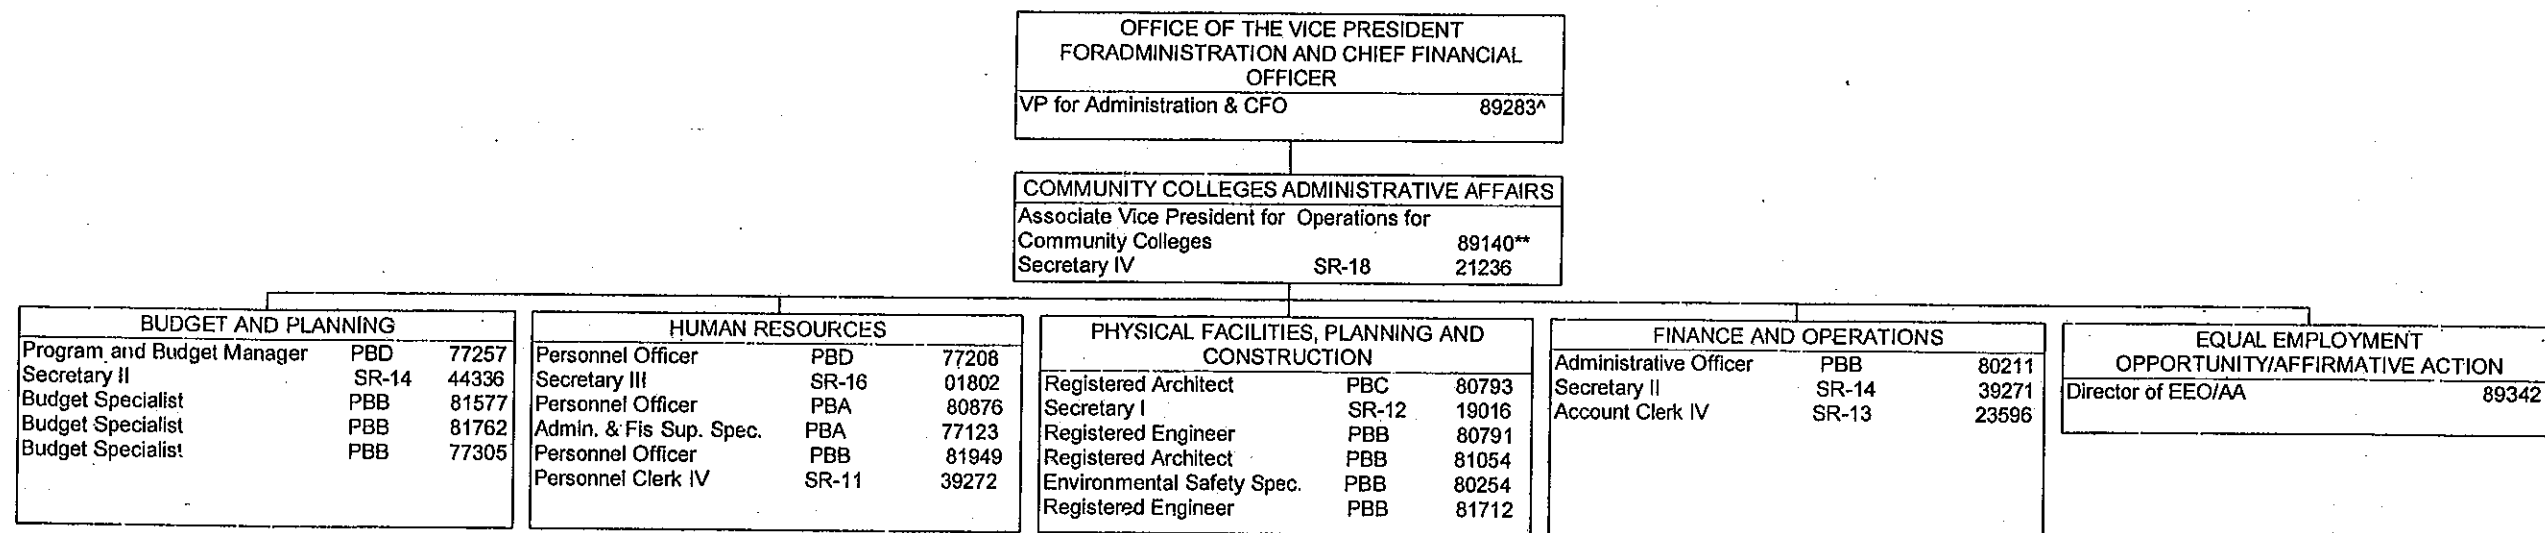 OFFICE OF THE VICE PRESIDENT
FORADMINISTRATION AND CHIEF FINANCIAL
OFFICER
VP for Administration & CFO 89283^
COMMUNITY COLLEGES ADMINISTRATIVE AFFAIRS
Associate Vice President for Operations for
Community Colleges 89140**
Secretary IV SR-18 21236
BUDGET AND PLANNING
Program and Budget Manager PBD 77257
Secretary II SR-14 44336
Budget Specialist PBB 81577
Budget Specialist PBB 81762
Budget Specialist PBB 77305
HUMAN RESOURCES
Personnel Officer PBD 77208
Secretary III SR-16 01802
Personnel Officer PBA 80876
Admin. & Fis Sup. Spec. PBA 77123
Personnel Officer PBB 81949
Personnel Clerk IV SR-11 39272
PHYSICAL FACILITIES, PLANNING AND
CONSTRUCTION
Registered Architect PBC 80793
Secretary I SR-12 19016
Registered Engineer PBB 80791
Registered Architect PBB 81054
Environmental Safety Spec. PBB 80254
Registered Engineer PBB 81712
FINANCE AND OPERATIONS
Administrative Officer PBB 80211
Secretary II SR-14 39271
Account Clerk IV SR-13 23596
EQUAL EMPLOYMENT
OPPORTUNITY/AFFIRMATIVE ACTION
Director of EEO/AA 89342